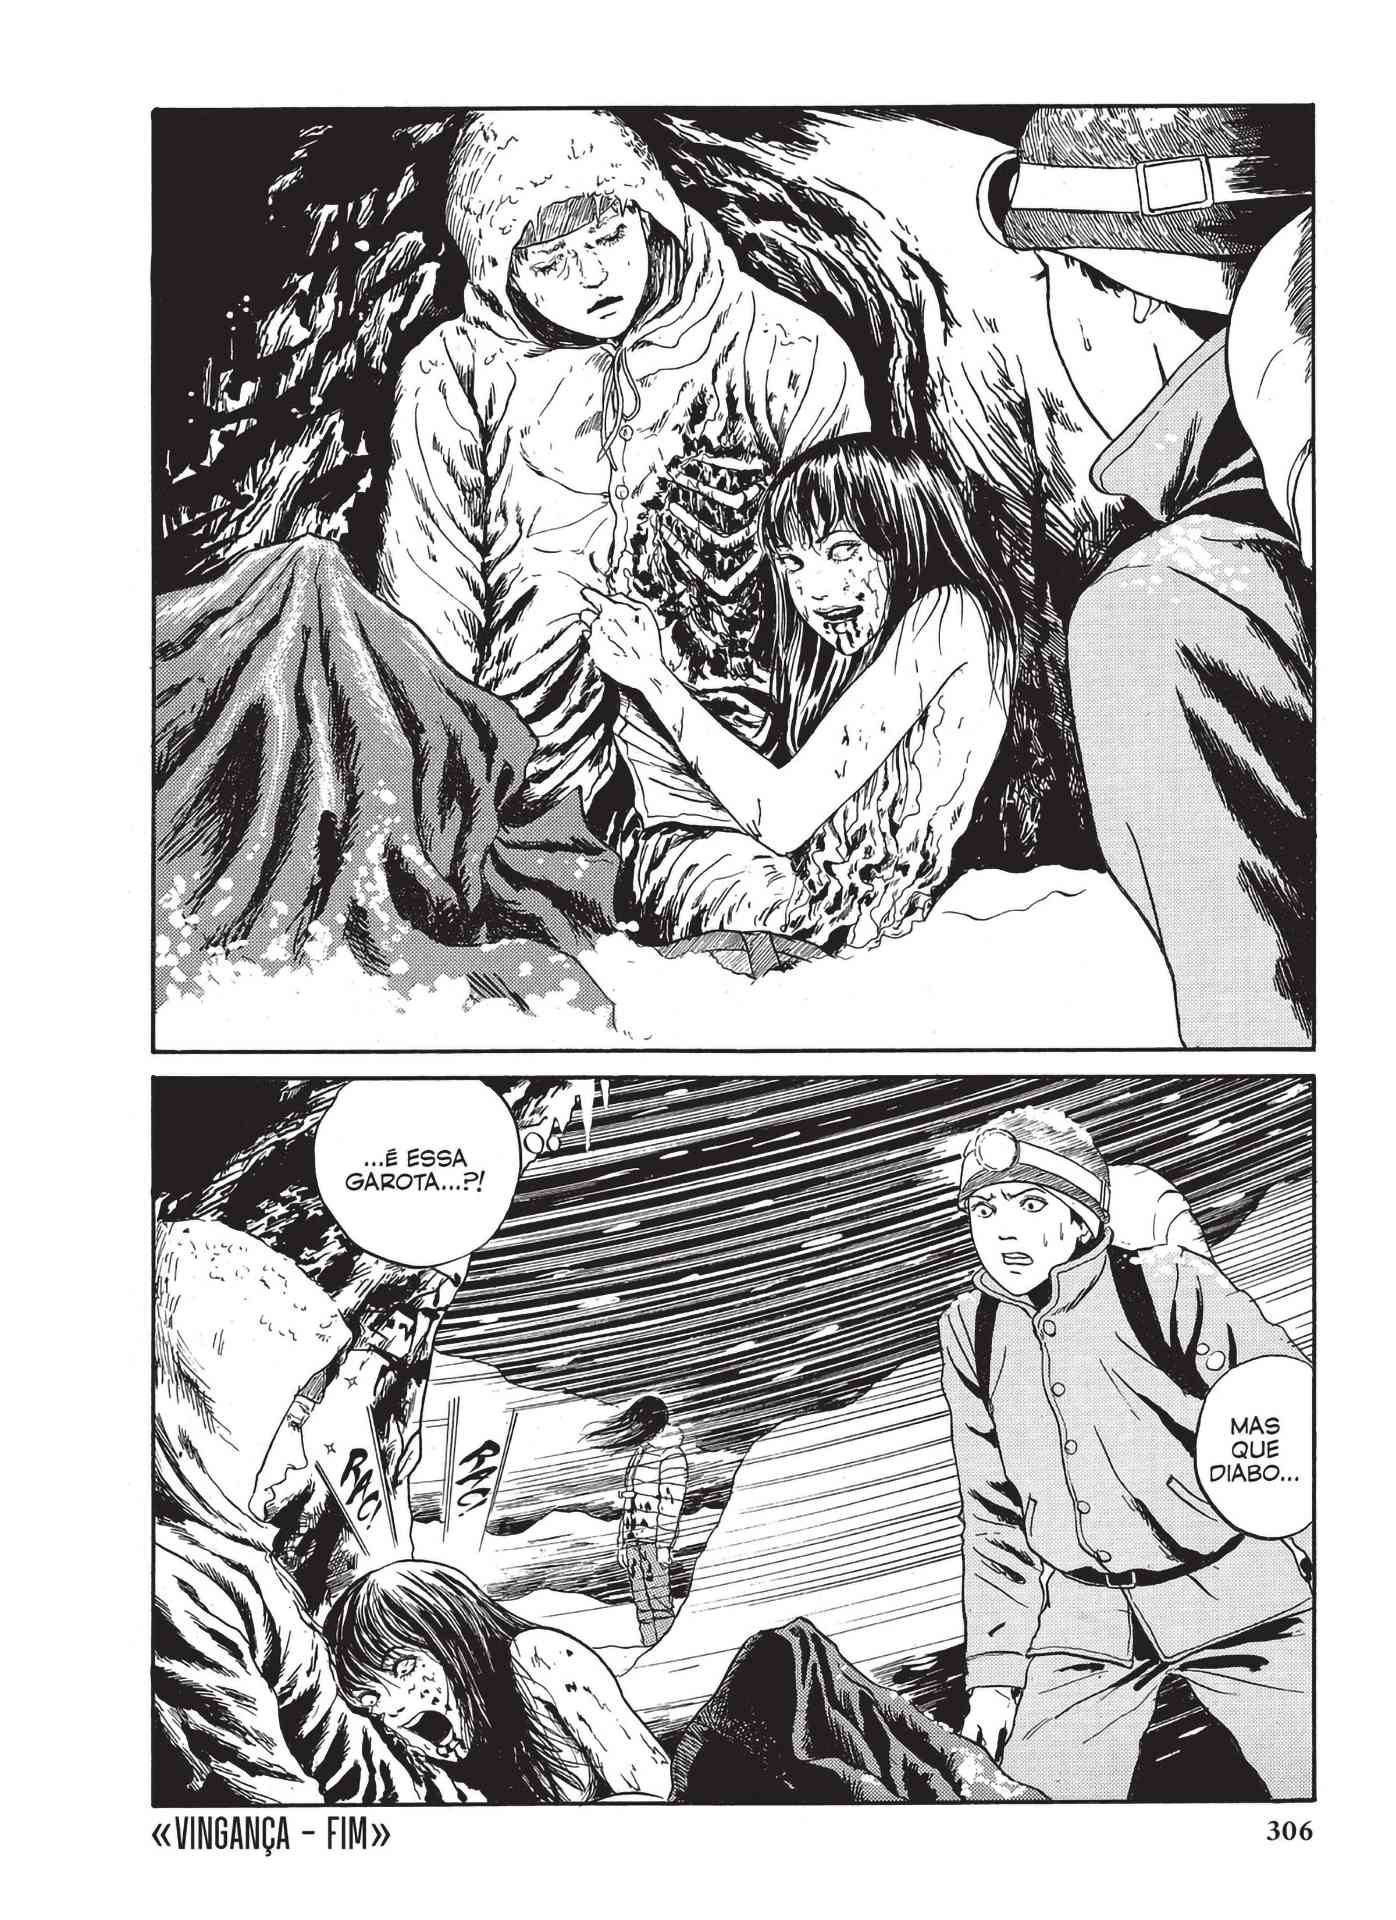 ...É ESSA
GAROTA...?!
MAS
QUE
DIABO...
RAC!
RAC!
«VINGANÇA – FIM»
306